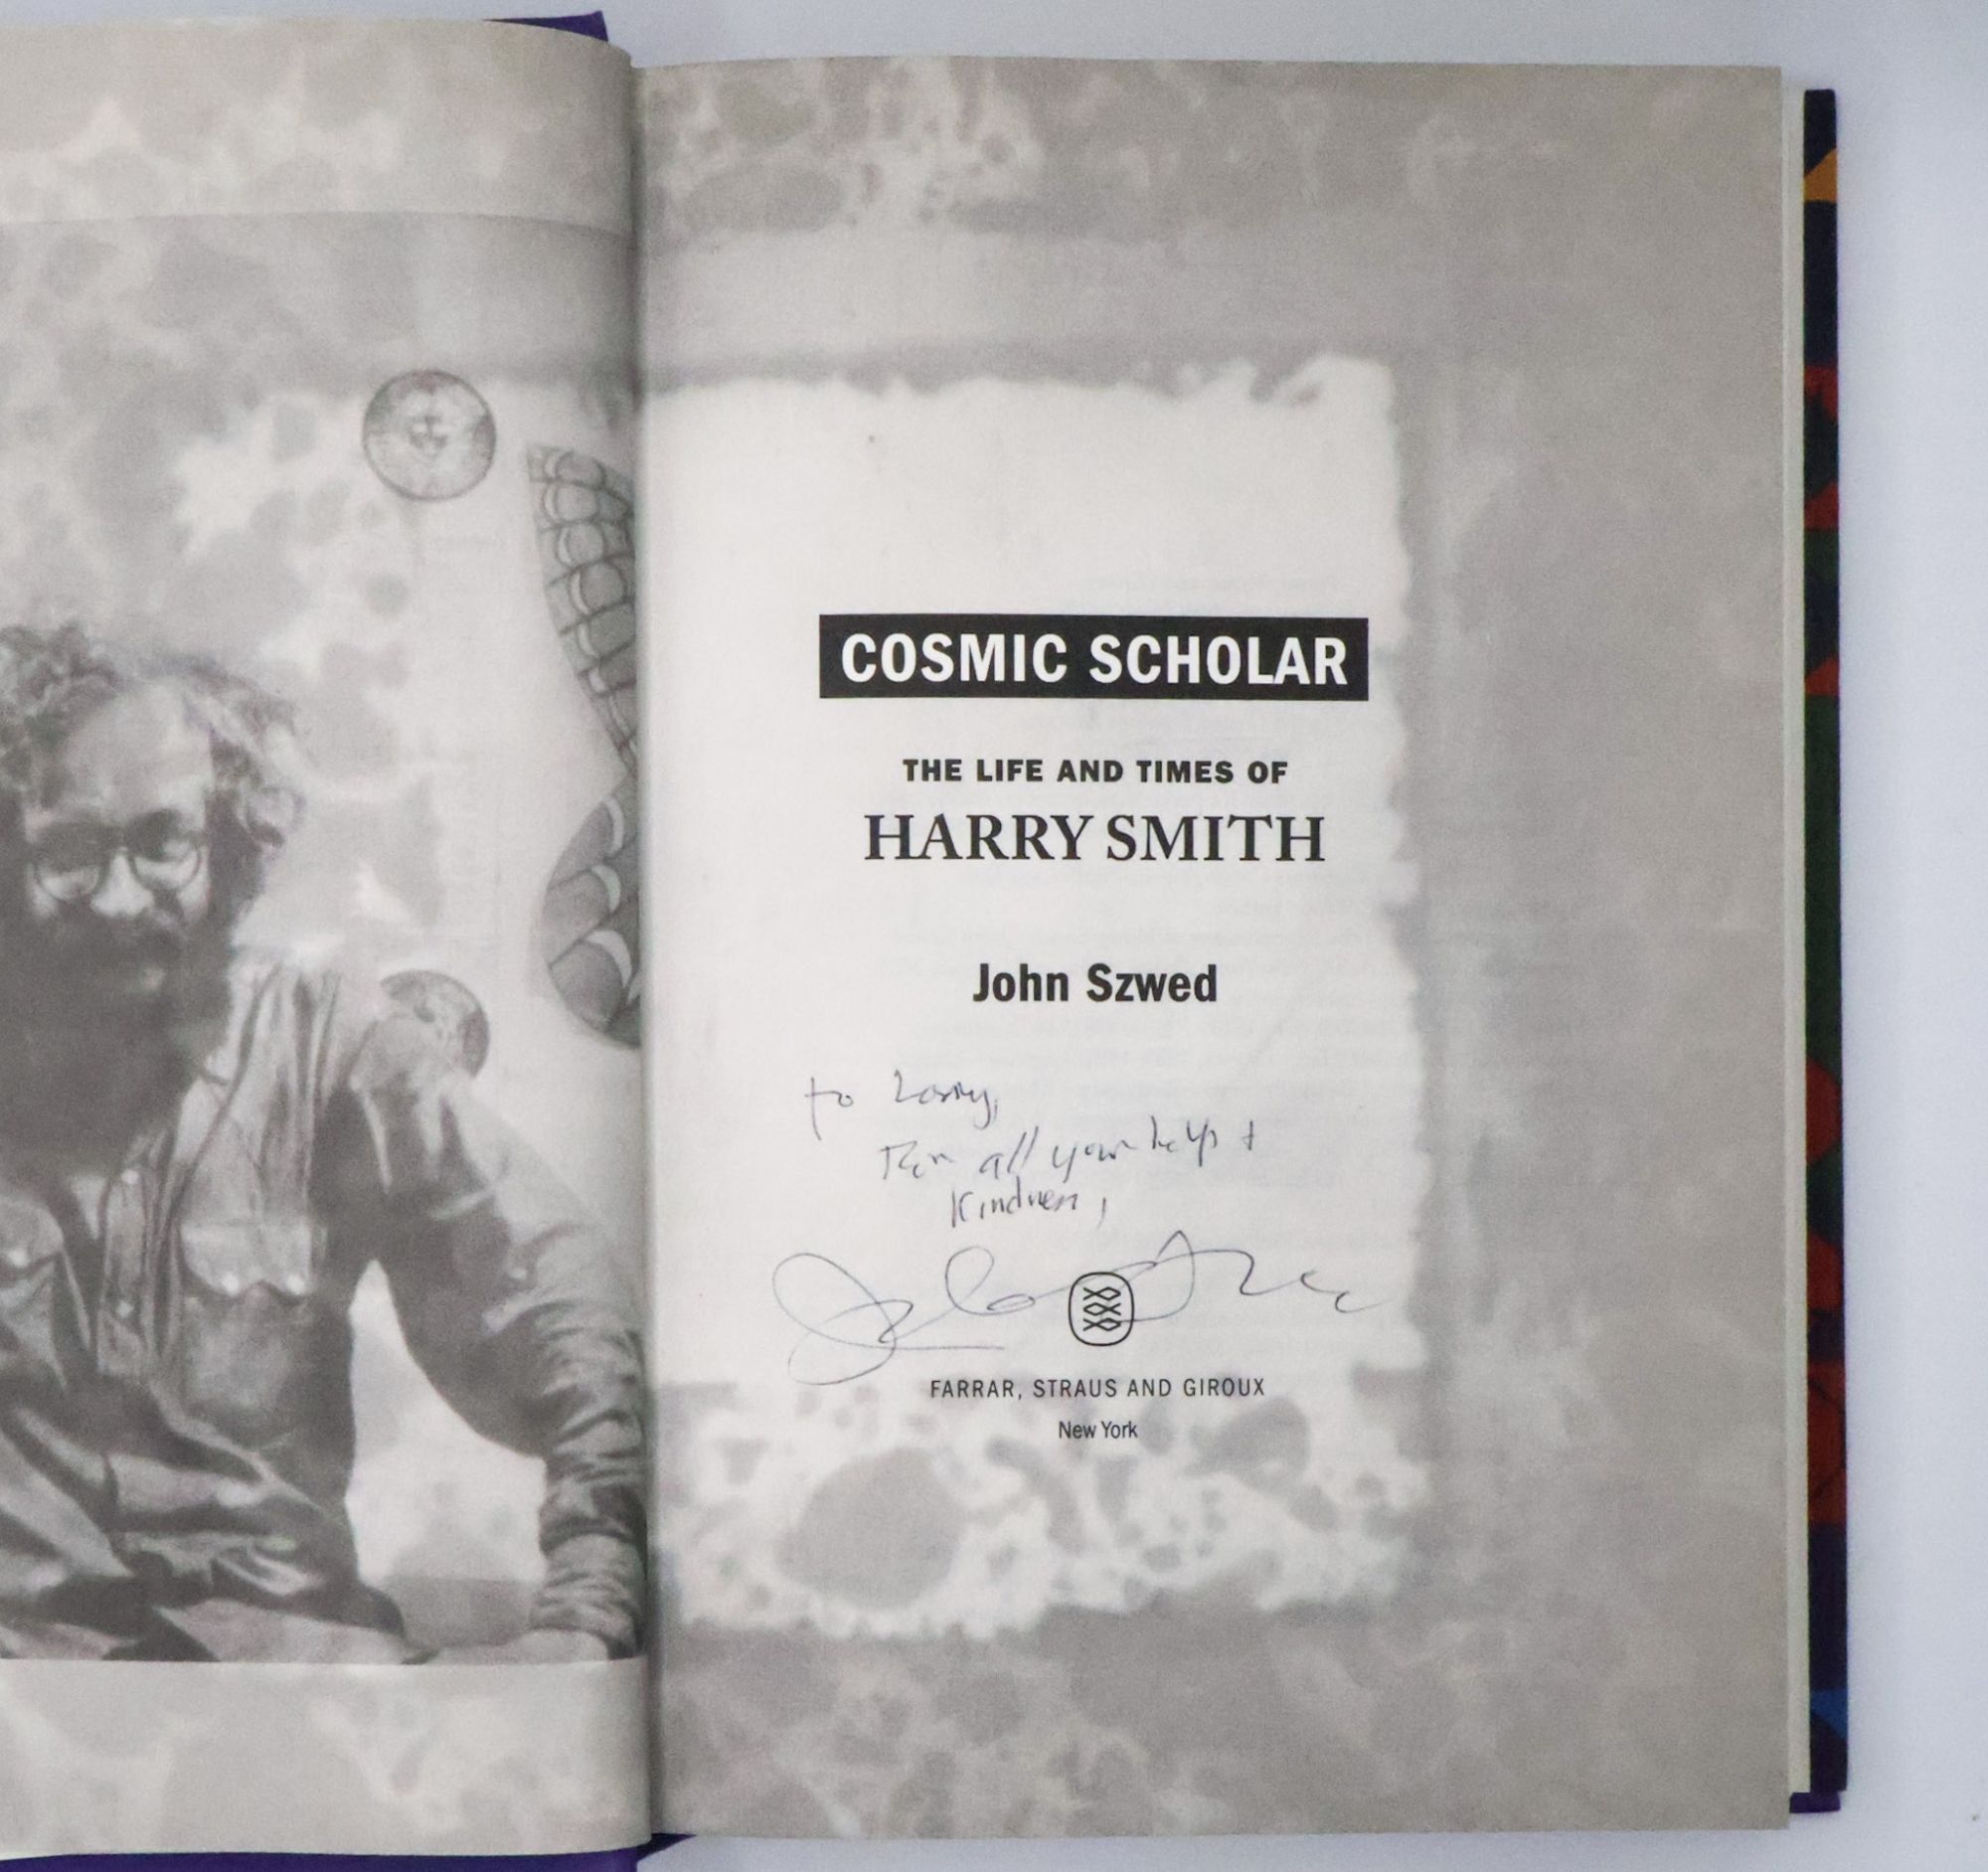 COSMIC SCHOLAR
THE LIFE AND TIMES OF
HARRY SMITH
John Szwed
to Larry,
all your help +
Kindness,
FARRAR, STRAUS AND GIROUX
New York